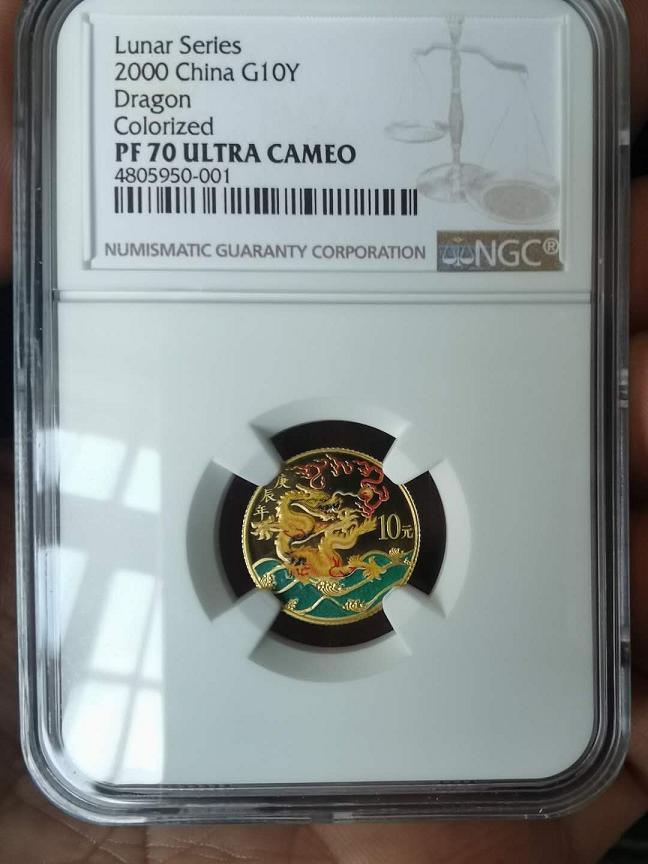 Lunar Series
2000 China G10Y
Dragon
Colorized
PF 70 ULTRA CAMEO
4805950-001
NUMISMATIC GUARANTY CORPORATION
NGC®
庚辰年
10元